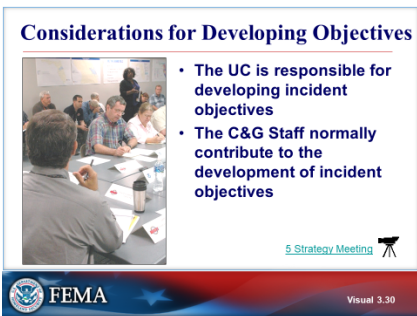 Considerations for Developing Objectives
• The UC is responsible for
developing incident
objectives
• The C&G Staff normally
contribute to the
development of incident
objectives
5 Strategy Meeting
FEMA
Visual 3.30